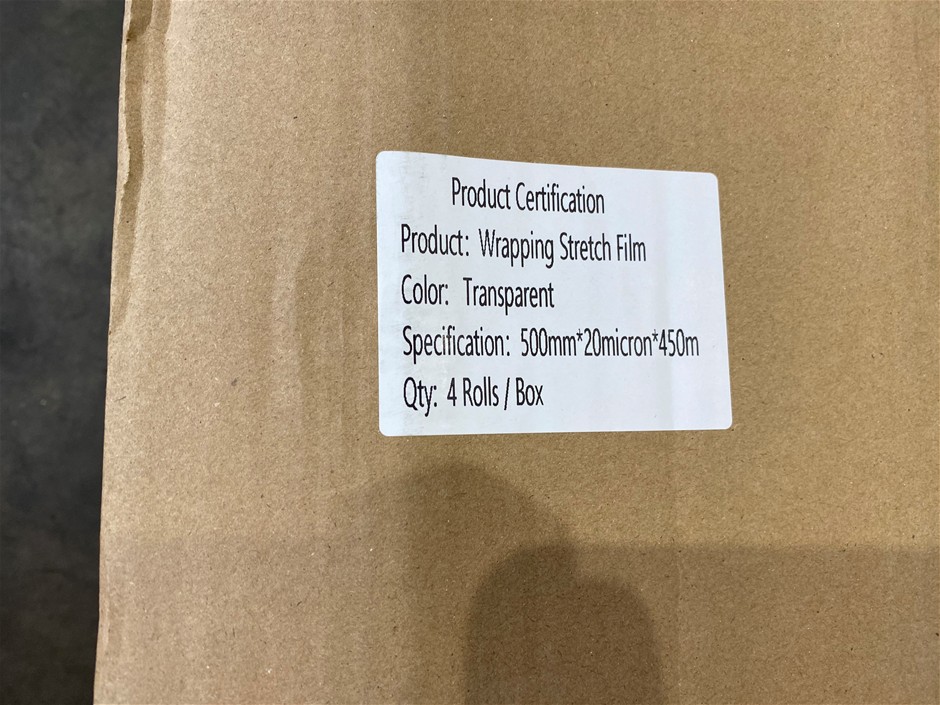 Product Certification
Product: Wrapping Stretch Film
Color: Transparent
Specification: 500mm*20micron*450m
Qty: 4 Rolls / Box